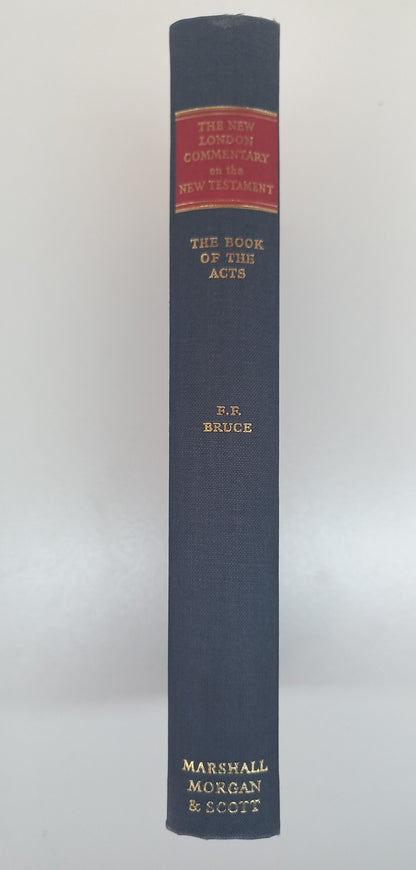 THE NEW
LONDON
COMMENTARY
on the
NEW TESTAMENT
THE BOOK
OF THE
ACTS
F.F.
BRUCE
MARSHALL
MORGAN
& SCOTT